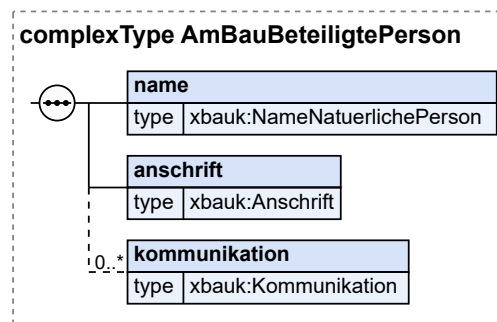 complexType AmBauBeteiligtePerson
name
type xbauk:NameNatuerlichePerson
anschrift
type xbauk:Anschrift
0..*
kommunikation
type xbauk:Kommunikation